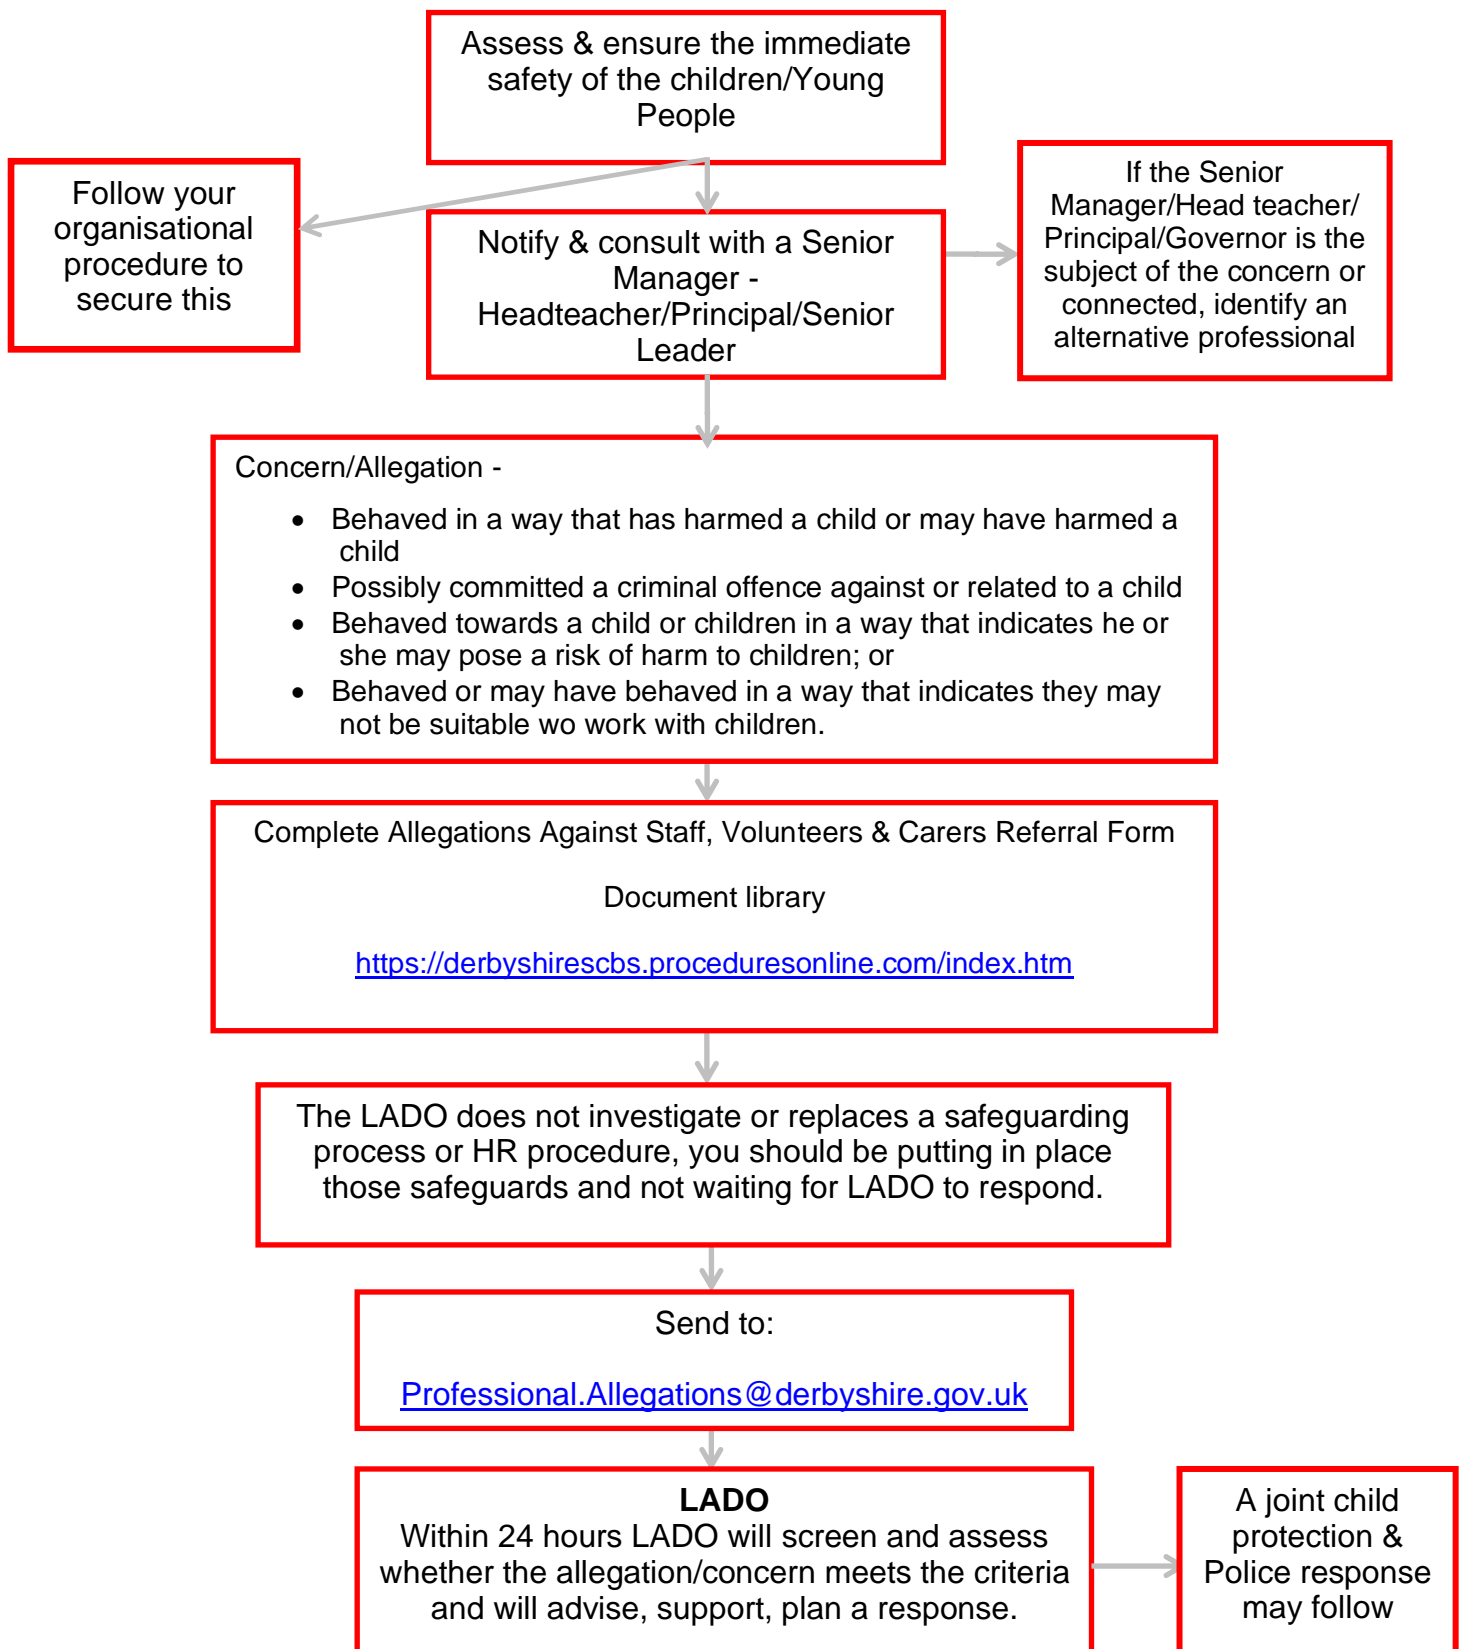 Assess & ensure the immediate
safety of the children/Young
People
Follow your
organisational
procedure to
secure this
Notify & consult with a Senior
Manager -
Headteacher/Principal/Senior
Leader
If the Senior
Manager/Head teacher/
Principal/Governor is the
subject of the concern or
connected, identify an
alternative professional
Concern/Allegation -
• Behaved in a way that has harmed a child or may have harmed a
child
• Possibly committed a criminal offence against or related to a child
• Behaved towards a child or children in a way that indicates he or
she may pose a risk of harm to children; or
• Behaved or may have behaved in a way that indicates they may
not be suitable wo work with children.
Complete Allegations Against Staff, Volunteers & Carers Referral Form
Document library
https://derbyshirescbs.proceduresonline.com/index.htm
The LADO does not investigate or replaces a safeguarding
process or HR procedure, you should be putting in place
those safeguards and not waiting for LADO to respond.
Send to:
Professional.Allegations@derbyshire.gov.uk
LADO
Within 24 hours LADO will screen and assess
whether the allegation/concern meets the criteria
and will advise, support, plan a response.
A joint child
protection &
Police response
may follow